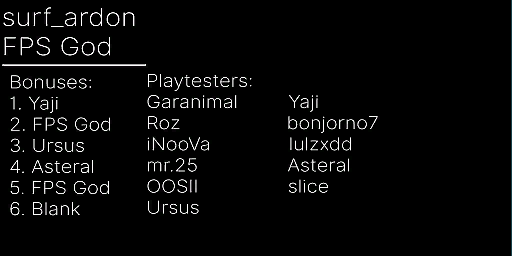 surf_ardon
FPS God
Bonuses:
1. Yaji
2. FPS God
3. Ursus
4. Asteral
5. FPS God
6. Blank
Playtesters:
Garanimal
Roz
iNooVa
mr.25
OOSII
Ursus
Yaji
bonjorno7
lulzxdd
Asteral
slice